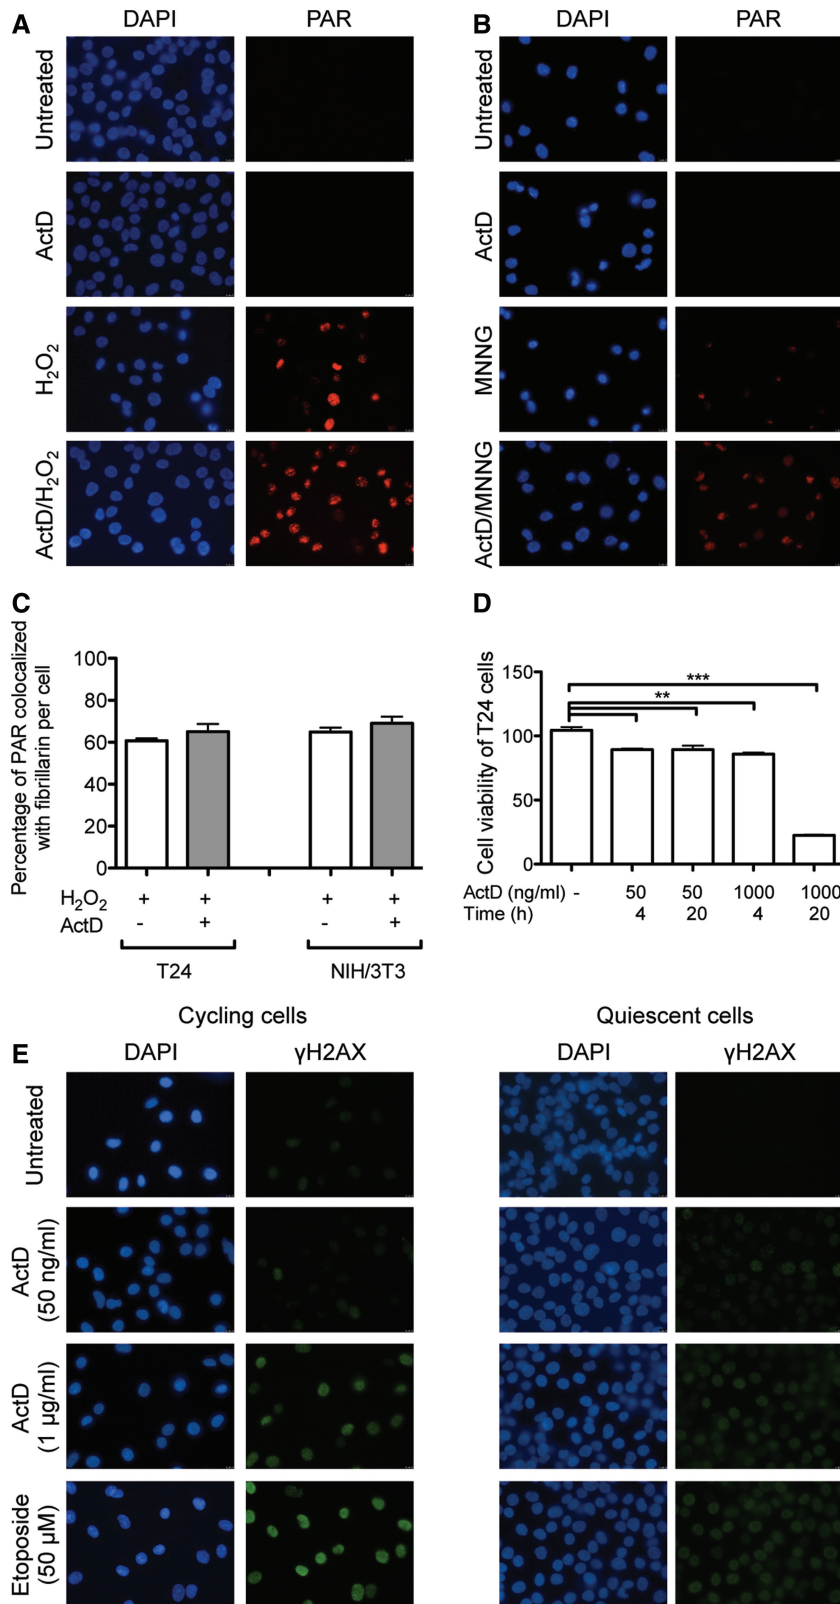 A
DAPI PAR
Untreated
ActD
H₂O₂
ActD/H₂O₂
B
DAPI PAR
Untreated
ActD
MNNG
ActD/MNNG
C
Percentage of PAR colocalized
with fibrillarin per cell
100
80
60
40
20
0
H₂O₂ + + + +
ActD - + - +
T24 NIH/3T3
D
Cell viability of T24 cells
150
100
50
0
***
**
ActD (ng/ml) - 50 50 1000 1000
Time (h) 4 20 4 20
E
Cycling cells
DAPI γH2AX
Untreated
ActD
(50 ng/ml)
ActD
(1 µg/ml)
Etoposide
(50 µM)
Quiescent cells
DAPI γH2AX